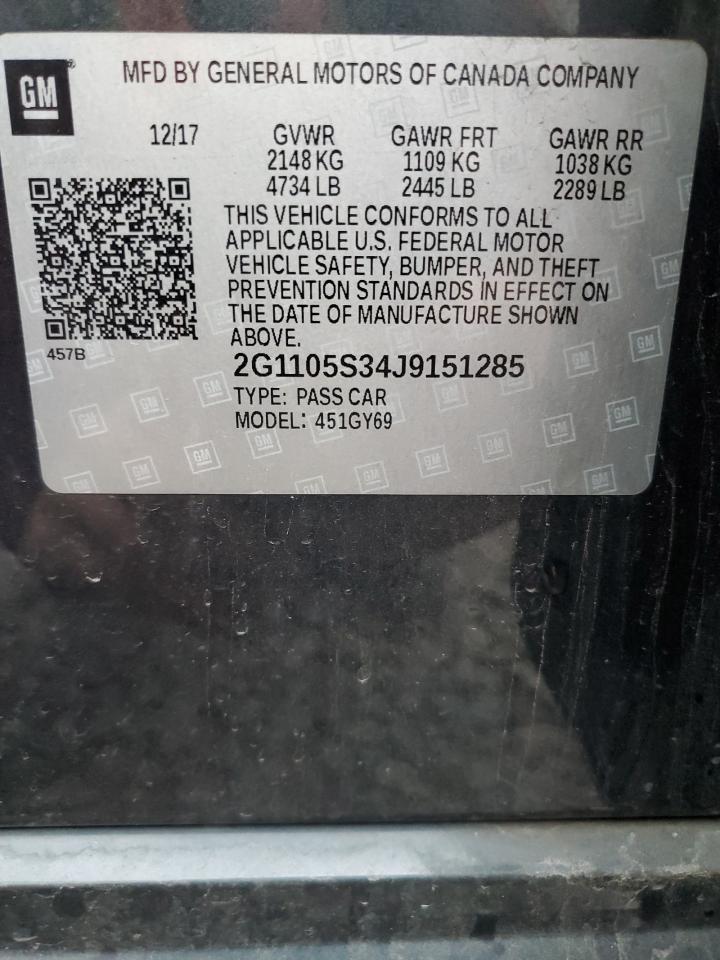 GM
MFD BY GENERAL MOTORS OF CANADA COMPANY
12/17 GVWR GAWR FRT GAWR RR
2148 KG 1109 KG 1038 KG
4734 LB 2445 LB 2289 LB
THIS VEHICLE CONFORMS TO ALL
APPLICABLE U.S. FEDERAL MOTOR
VEHICLE SAFETY, BUMPER, AND THEFT
PREVENTION STANDARDS IN EFFECT ON
THE DATE OF MANUFACTURE SHOWN
ABOVE.
457B
2G1105S34J9151285
TYPE: PASS CAR
MODEL: 451GY69